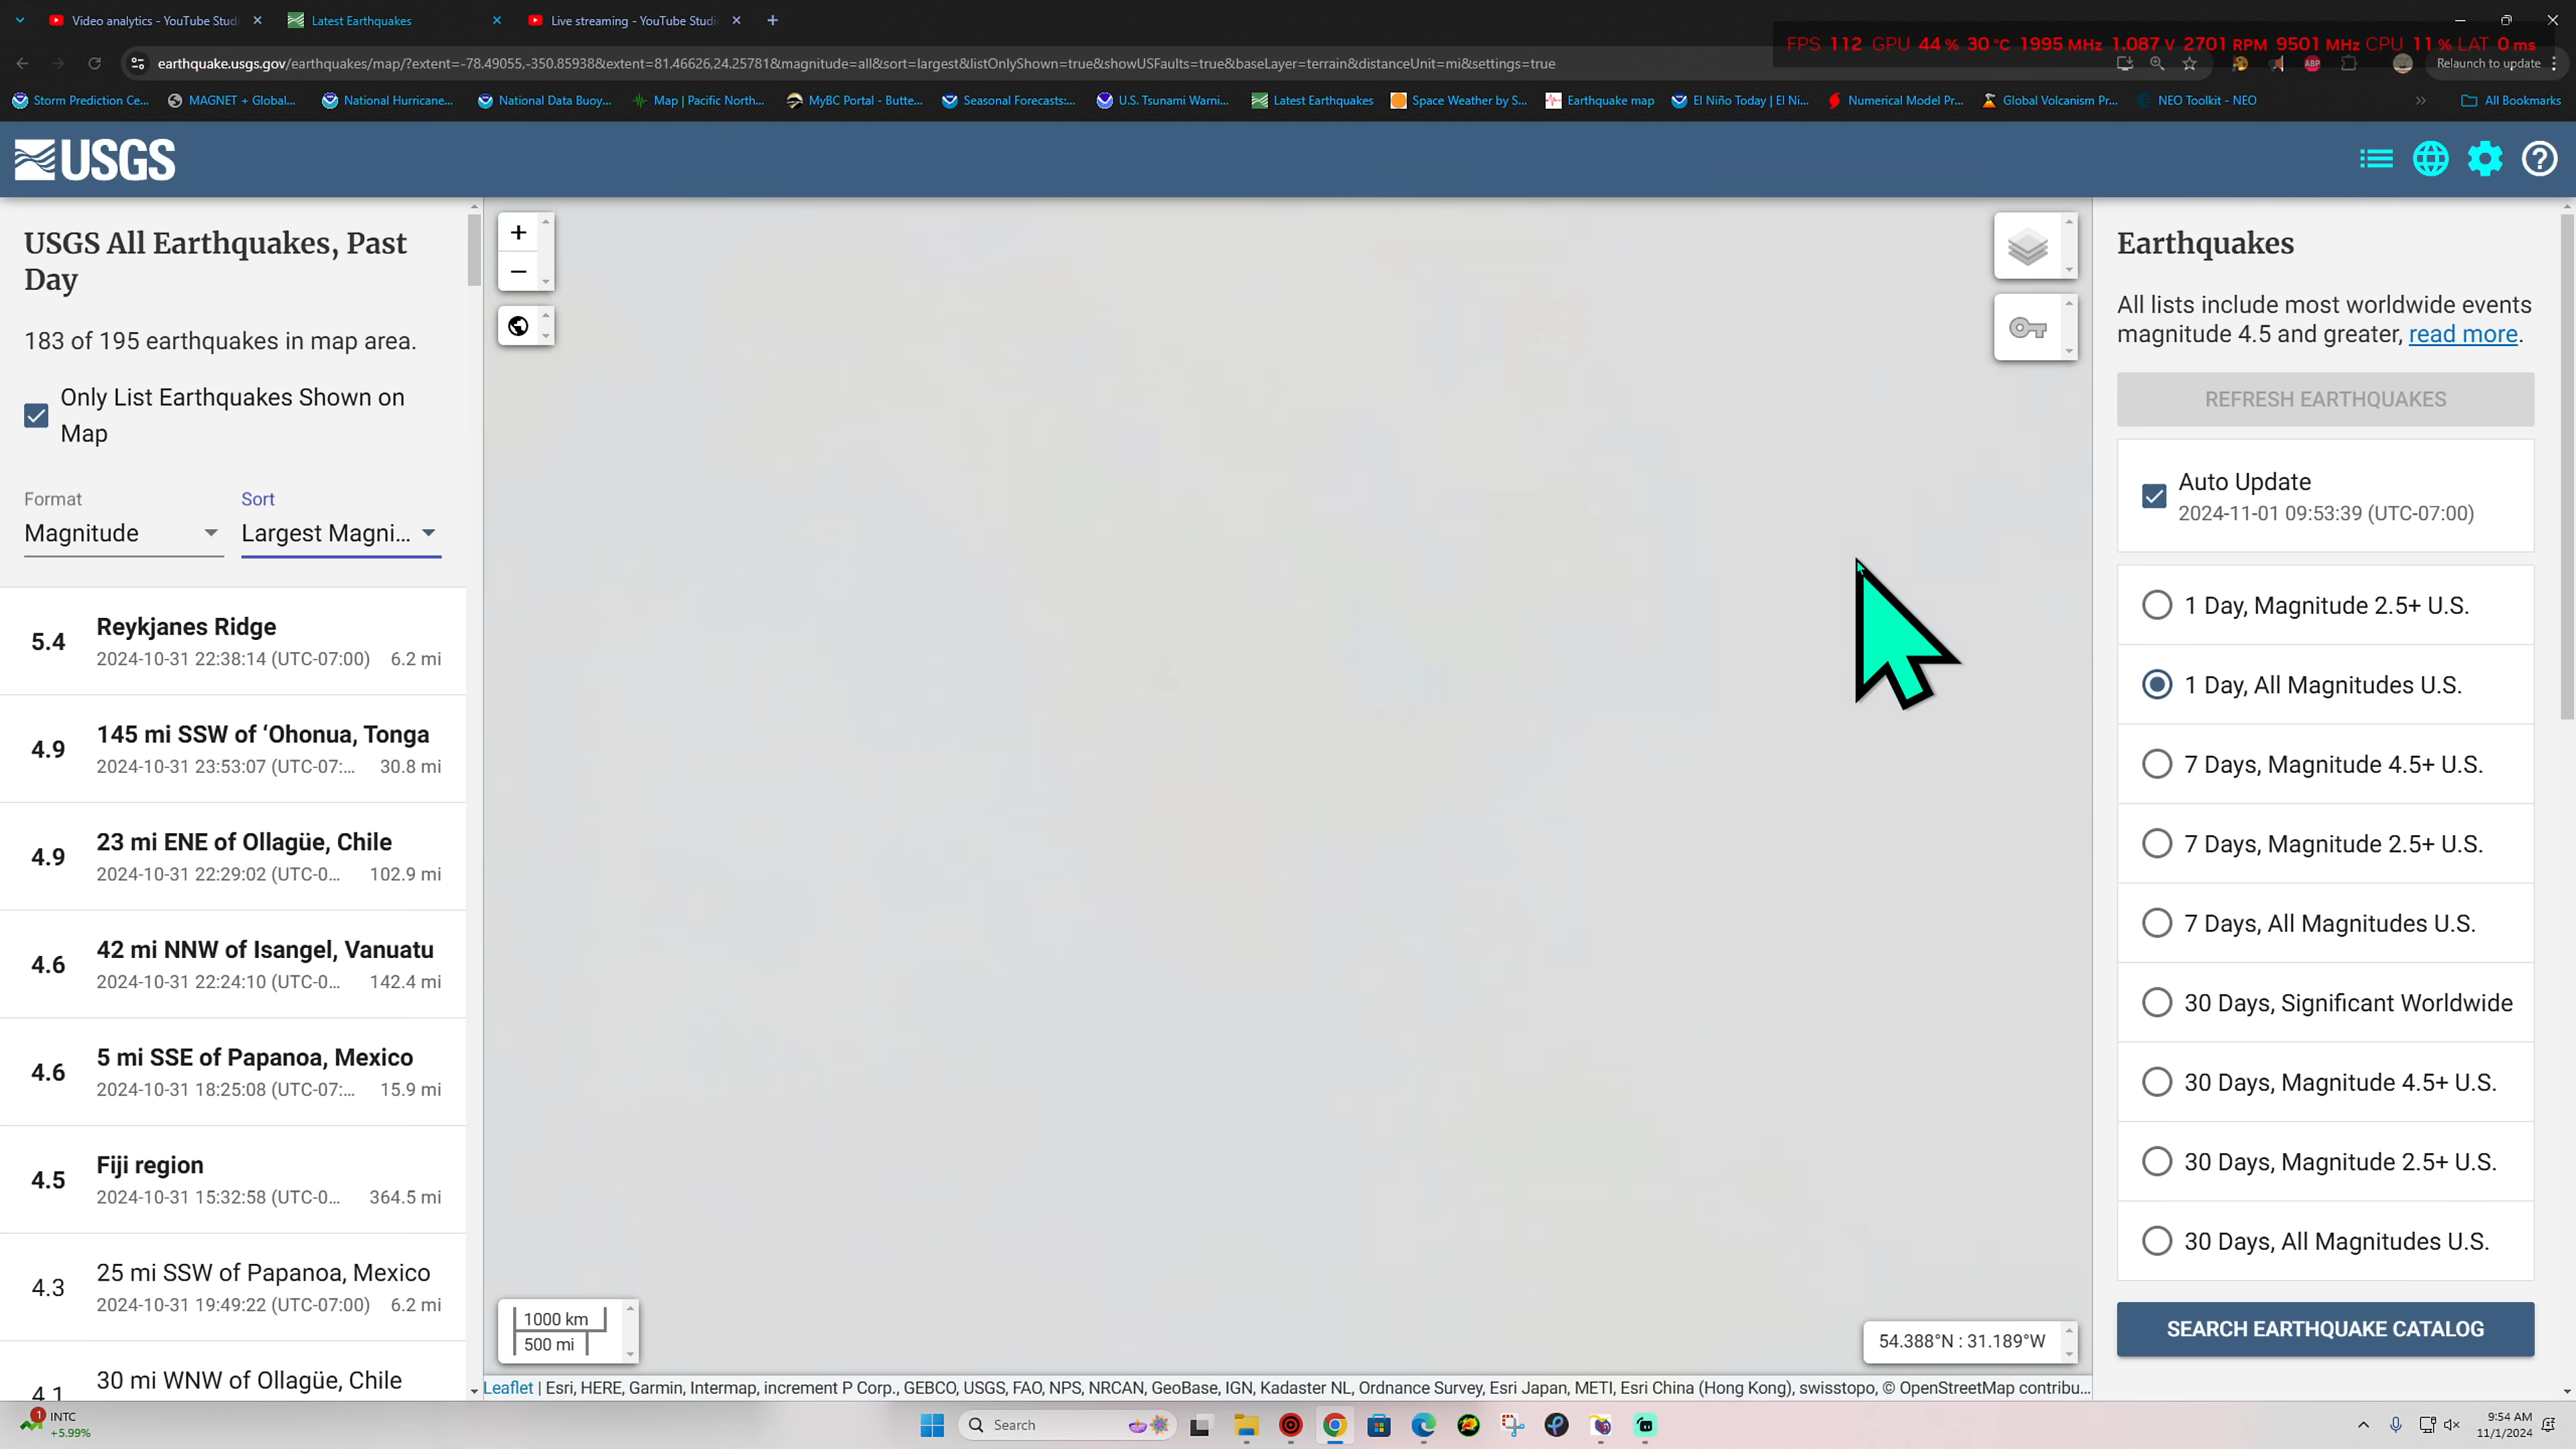 Video analytics - YouTube Studi
Latest Earthquakes
Live streaming - YouTube Studi
FPS 112 GPU 44 % 30 °C 1995 MHz 1.087 V 2701 RPM 9501 MHz CPU 11 % LAT 0 ms
earthquake.usgs.gov/earthquakes/map/?extent=-78.49055,-350.85938&extent=81.46626,24.25781&magnitude=all&sort=largest&listOnlyShown=true&showUSFaults=true&baseLayer=terrain&distanceUnit=mi&settings=true
ABP
Relaunch to update
Storm Prediction Ce...
MAGNET + Global...
National Hurricane...
National Data Buoy...
Map | Pacific North...
MyBC Portal - Butte...
Seasonal Forecasts:...
U.S. Tsunami Warni...
Latest Earthquakes
Space Weather by S...
Earthquake map
El Niño Today | El Ni...
Numerical Model Pr...
Global Volcanism Pr...
NEO Toolkit - NEO
All Bookmarks
USGS
USGS All Earthquakes, Past
Day
183 of 195 earthquakes in map area.
Only List Earthquakes Shown on
Map
Format
Sort
Magnitude
Largest Magni...
5.4
Reykjanes Ridge
2024-10-31 22:38:14 (UTC-07:00) 6.2 mi
4.9
145 mi SSW of ‘Ohonua, Tonga
2024-10-31 23:53:07 (UTC-07:... 30.8 mi
4.9
23 mi ENE of Ollagüe, Chile
2024-10-31 22:29:02 (UTC-0... 102.9 mi
4.6
42 mi NNW of Isangel, Vanuatu
2024-10-31 22:24:10 (UTC-0... 142.4 mi
4.6
5 mi SSE of Papanoa, Mexico
2024-10-31 18:25:08 (UTC-07:... 15.9 mi
4.5
Fiji region
2024-10-31 15:32:58 (UTC-0... 364.5 mi
4.3
25 mi SSW of Papanoa, Mexico
2024-10-31 19:49:22 (UTC-07:00) 6.2 mi
4.1
30 mi WNW of Ollagüe, Chile
+
−
1000 km
500 mi
54.388°N : 31.189°W
Leaflet | Esri, HERE, Garmin, Intermap, increment P Corp., GEBCO, USGS, FAO, NPS, NRCAN, GeoBase, IGN, Kadaster NL, Ordnance Survey, Esri Japan, METI, Esri China (Hong Kong), swisstopo, © OpenStreetMap contribu...
Earthquakes
All lists include most worldwide events
magnitude 4.5 and greater, read more.
REFRESH EARTHQUAKES
Auto Update
2024-11-01 09:53:39 (UTC-07:00)
1 Day, Magnitude 2.5+ U.S.
1 Day, All Magnitudes U.S.
7 Days, Magnitude 4.5+ U.S.
7 Days, Magnitude 2.5+ U.S.
7 Days, All Magnitudes U.S.
30 Days, Significant Worldwide
30 Days, Magnitude 4.5+ U.S.
30 Days, Magnitude 2.5+ U.S.
30 Days, All Magnitudes U.S.
SEARCH EARTHQUAKE CATALOG
1
INTC
+5.99%
Search
9:54 AM
11/1/2024